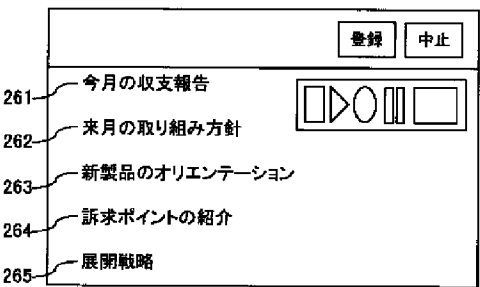 登録 中止
261 今月の収支報告
262 来月の取り組み方針
263 新製品のオリエンテーション
264 訴求ポイントの紹介
265 展開戦略